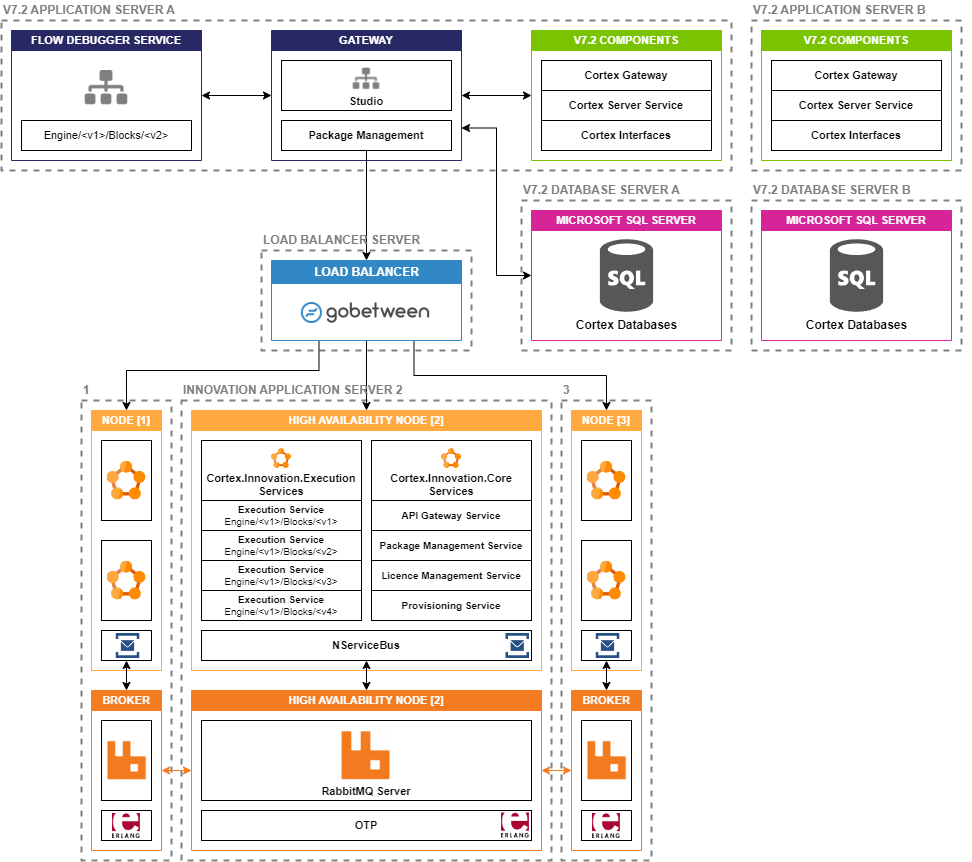 V7.2 APPLICATION SERVER A
FLOW DEBUGGER SERVICE
Engine/<v1>/Blocks/<v2>
GATEWAY
Studio
Package Management
V7.2 COMPONENTS
Cortex Gateway
Cortex Server Service
Cortex Interfaces
V7.2 APPLICATION SERVER B
V7.2 COMPONENTS
Cortex Gateway
Cortex Server Service
Cortex Interfaces
V7.2 DATABASE SERVER A
MICROSOFT SQL SERVER
SQL
Cortex Databases
V7.2 DATABASE SERVER B
MICROSOFT SQL SERVER
SQL
Cortex Databases
LOAD BALANCER SERVER
LOAD BALANCER
gobetween
1
NODE [1]
BROKER
ERLANG
INNOVATION APPLICATION SERVER 2
HIGH AVAILABILITY NODE [2]
Cortex.Innovation.Execution
Services
Execution Service
Engine/<v1>/Blocks/<v1>
Execution Service
Engine/<v1>/Blocks/<v2>
Execution Service
Engine/<v1>/Blocks/<v3>
Execution Service
Engine/<v1>/Blocks/<v4>
Cortex.Innovation.Core
Services
API Gateway Service
Package Management Service
Licence Management Service
Provisioning Service
NServiceBus
HIGH AVAILABILITY NODE [2]
RabbitMQ Server
OTP
ERLANG
3
NODE [3]
BROKER
ERLANG